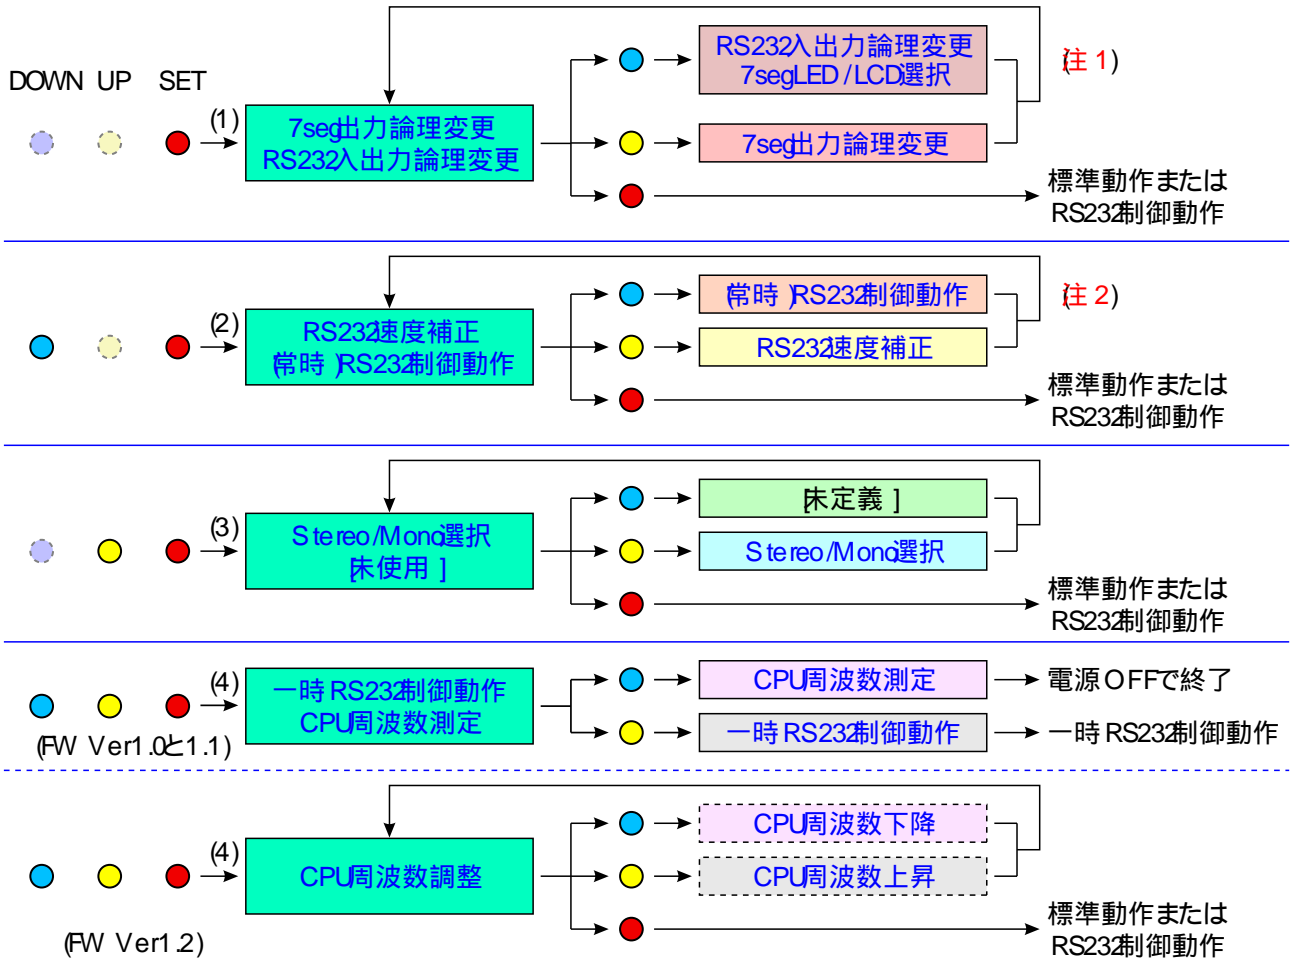 DOWN UP SET
(1)
7seg出力論理変更
RS232入出力論理変更
RS232入出力論理変更
7segLED/LCD選択
7seg出力論理変更
(注1)
標準動作または
RS232制御動作
(2)
RS232速度補正
(常時)RS232制御動作
(常時)RS232制御動作
RS232速度補正
(注2)
標準動作または
RS232制御動作
(3)
Stereo/Mono選択
[未使用]
[未定義]
Stereo/Mono選択
標準動作または
RS232制御動作
(4)
(FW Ver1.0と1.1)
一時RS232制御動作
CPU周波数測定
CPU周波数測定
電源OFFで終了
一時RS232制御動作
一時RS232制御動作
(4)
(FW Ver1.2)
CPU周波数調整
CPU周波数下降
CPU周波数上昇
標準動作または
RS232制御動作